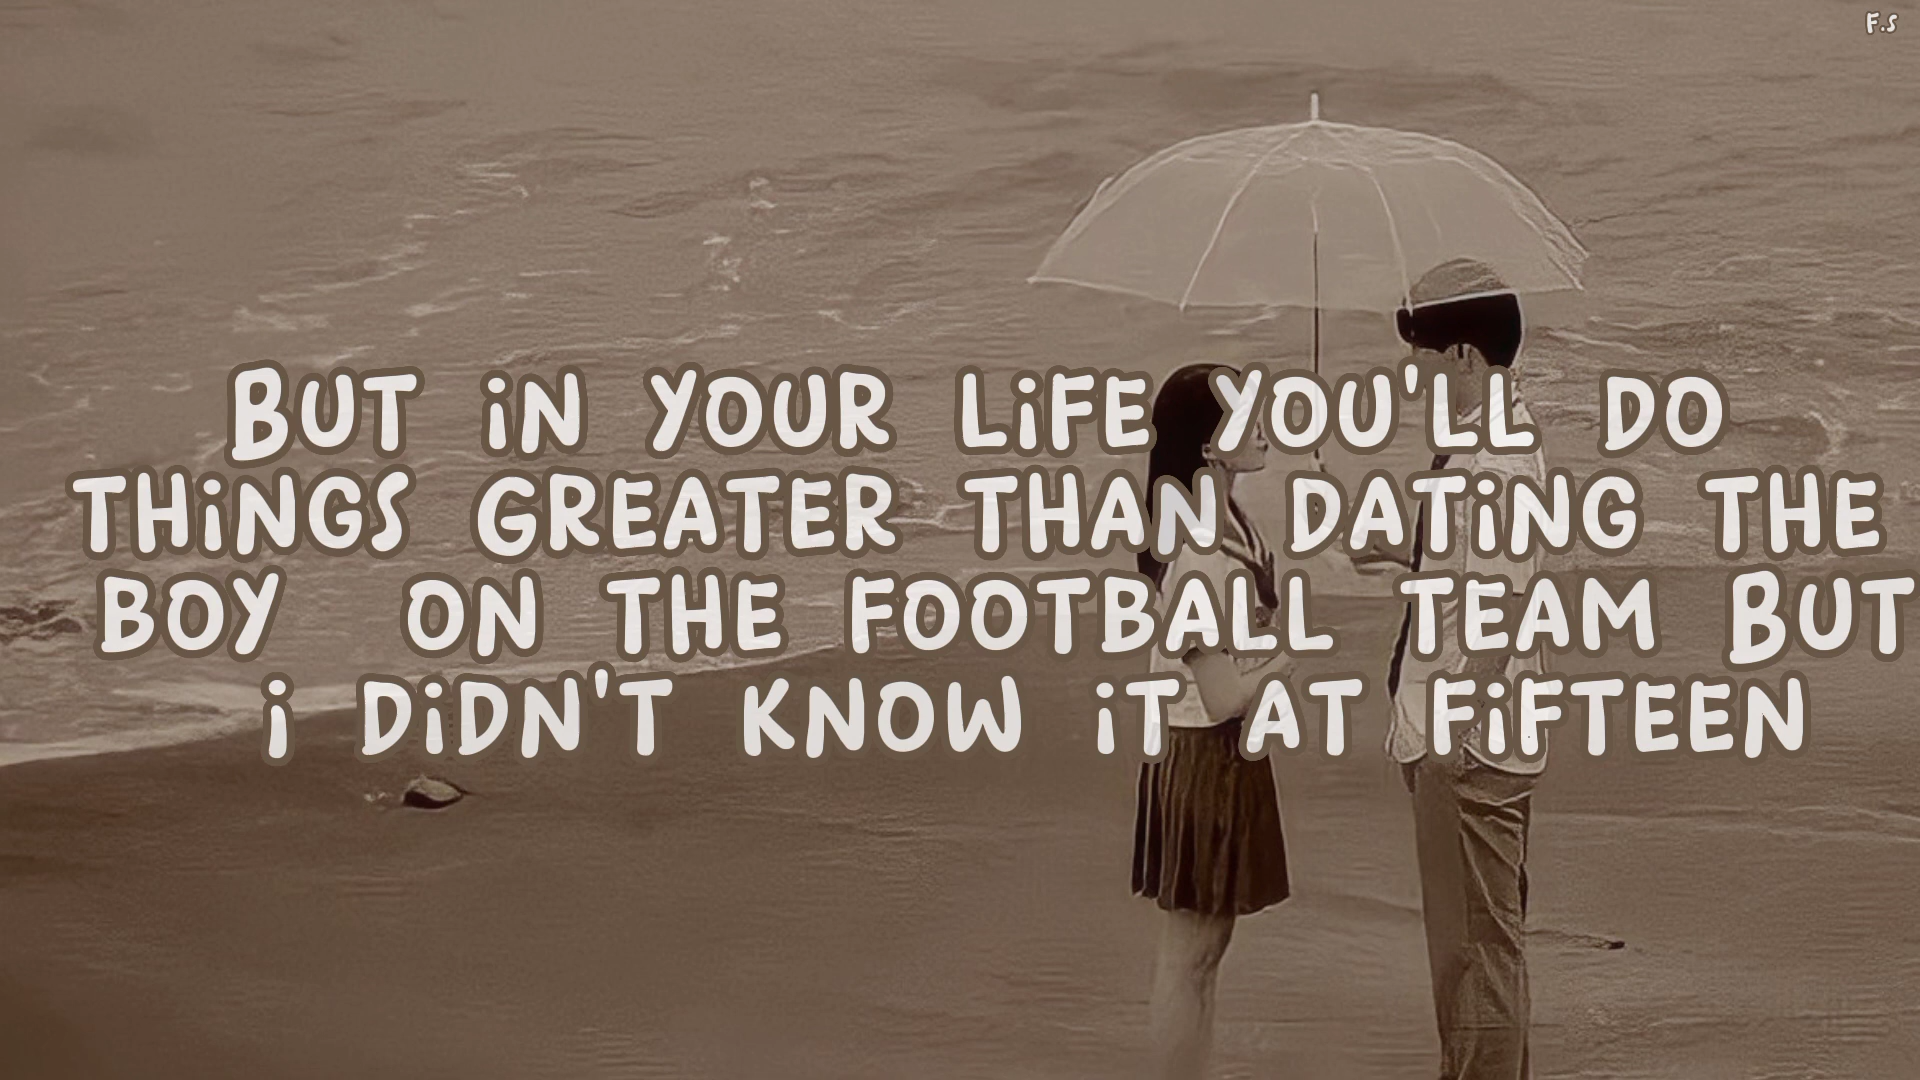 F.S
BUT iN YOUR LiFE YOU'LL DO
THiNGS GREATER THAN DATiNG THE
BOY ON THE FOOTBALL TEAM BUT
i DiDN'T KNOW iT AT FiFTEEN